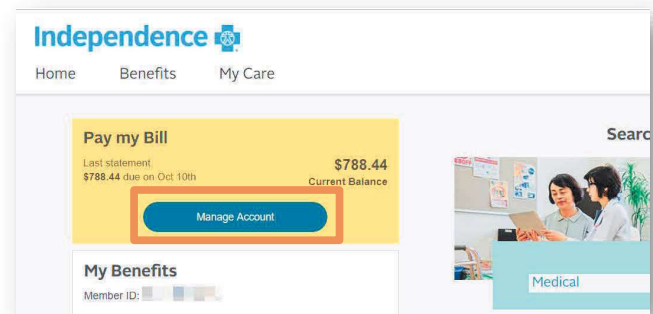 Independence
Home Benefits My Care
Pay my Bill
Last statement
$788.44 due on Oct 10th
$788.44
Current Balance
Manage Account
My Benefits
Member ID:
Searc
Medical